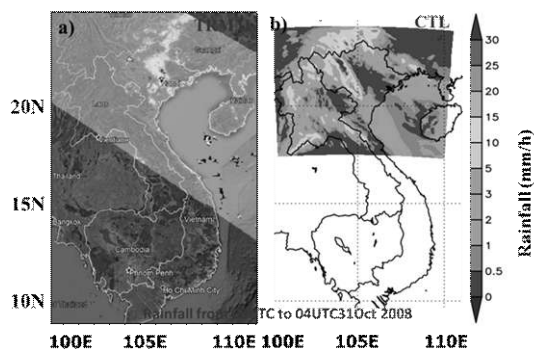 a)
TRMM
b)
CTL
20N
15N
10N
Thailand
Bangkok
Cambodia
Phnom Penh
Vietnam
Ho Chi Minh City
TC to 04UTC31Oct 2008
Rainfall from
100E
105E
110E
100E
105E
110E
30
25
20
15
10
5
3
2
1
0.5
0
Rainfall (mm/h)